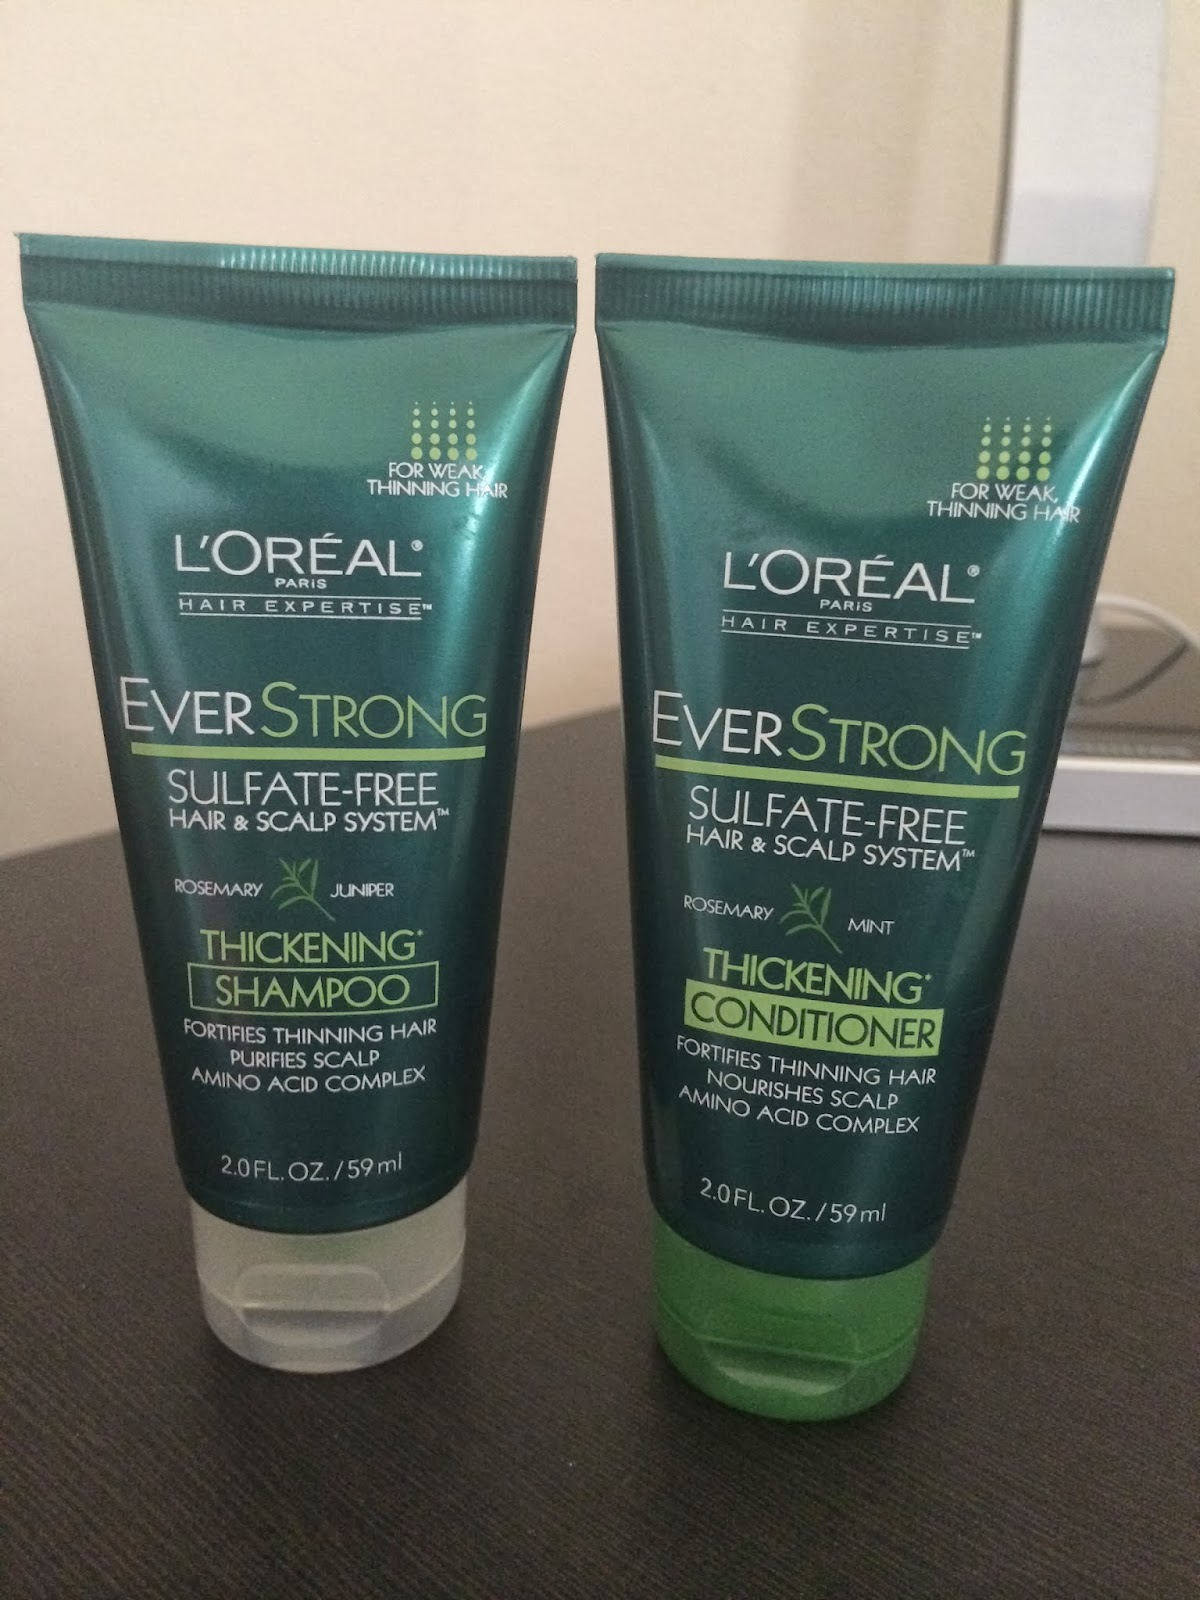 FOR WEAK,
THINNING HAIR
L'ORÉAL®
PARIS
HAIR EXPERTISE™
EVERSTRONG
SULFATE-FREE
HAIR & SCALP SYSTEM™
ROSEMARY JUNIPER
THICKENING*
SHAMPOO
FORTIFIES THINNING HAIR
PURIFIES SCALP
AMINO ACID COMPLEX
2.0 FL. OZ. / 59 ml
FOR WEAK,
THINNING HAIR
L'ORÉAL®
PARIS
HAIR EXPERTISE™
EVERSTRONG
SULFATE-FREE
HAIR & SCALP SYSTEM™
ROSEMARY MINT
THICKENING*
CONDITIONER
FORTIFIES THINNING HAIR
NOURISHES SCALP
AMINO ACID COMPLEX
2.0 FL. OZ. / 59 ml